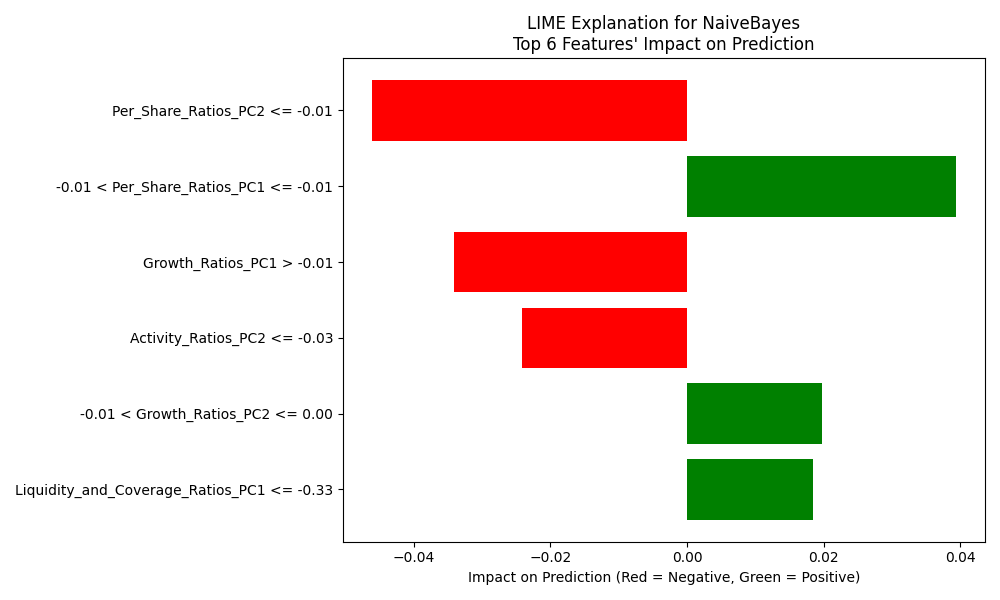 LIME Explanation for NaiveBayes
Top 6 Features' Impact on Prediction
Per_Share_Ratios_PC2 <= -0.01
-0.01 < Per_Share_Ratios_PC1 <= -0.01
Growth_Ratios_PC1 > -0.01
Activity_Ratios_PC2 <= -0.03
-0.01 < Growth_Ratios_PC2 <= 0.00
Liquidity_and_Coverage_Ratios_PC1 <= -0.33
−0.04 −0.02 0.00 0.02 0.04
Impact on Prediction (Red = Negative, Green = Positive)